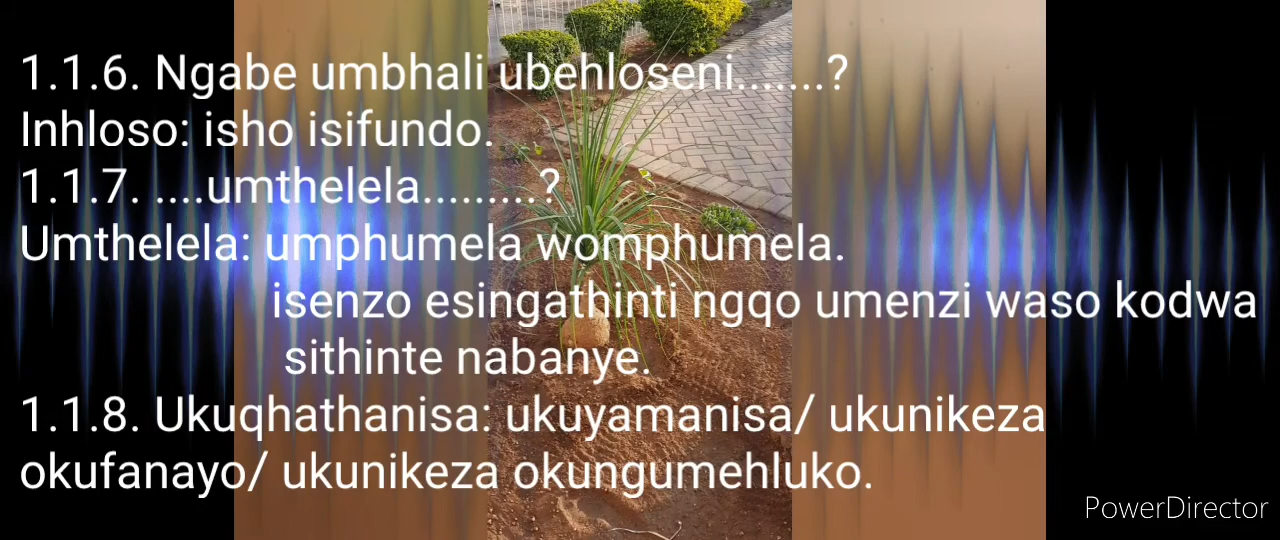 1.1.6. Ngabe umbhali ubehloseni.......?
Inhloso: isho isifundo.
1.1.7. ....umthelela.........?
Umthelela: umphumela womphumela.
isenzo esingathinti ngqo umenzi waso kodwa
sithinte nabanye.
1.1.8. Ukuqhathanisa: ukuyamanisa/ ukunikeza
okufanayo/ ukunikeza okungumehluko.
PowerDirector